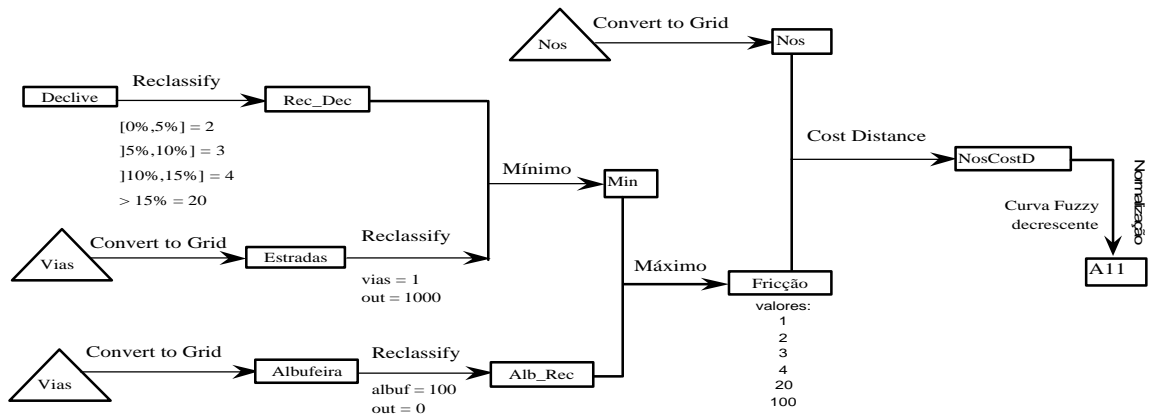 Nos
Convert to Grid
Nos
Declive
Reclassify
Rec_Dec
[0%,5%] = 2
]5%,10%] = 3
]10%,15%] = 4
> 15% = 20
Mínimo
Min
Cost Distance
NosCostD
Normalização
Curva Fuzzy
decrescente
A11
Vias
Convert to Grid
Estradas
Reclassify
vias = 1
out = 1000
Máximo
Fricção
valores:
1
2
3
4
20
100
Vias
Convert to Grid
Albufeira
Reclassify
albuf = 100
out = 0
Alb_Rec